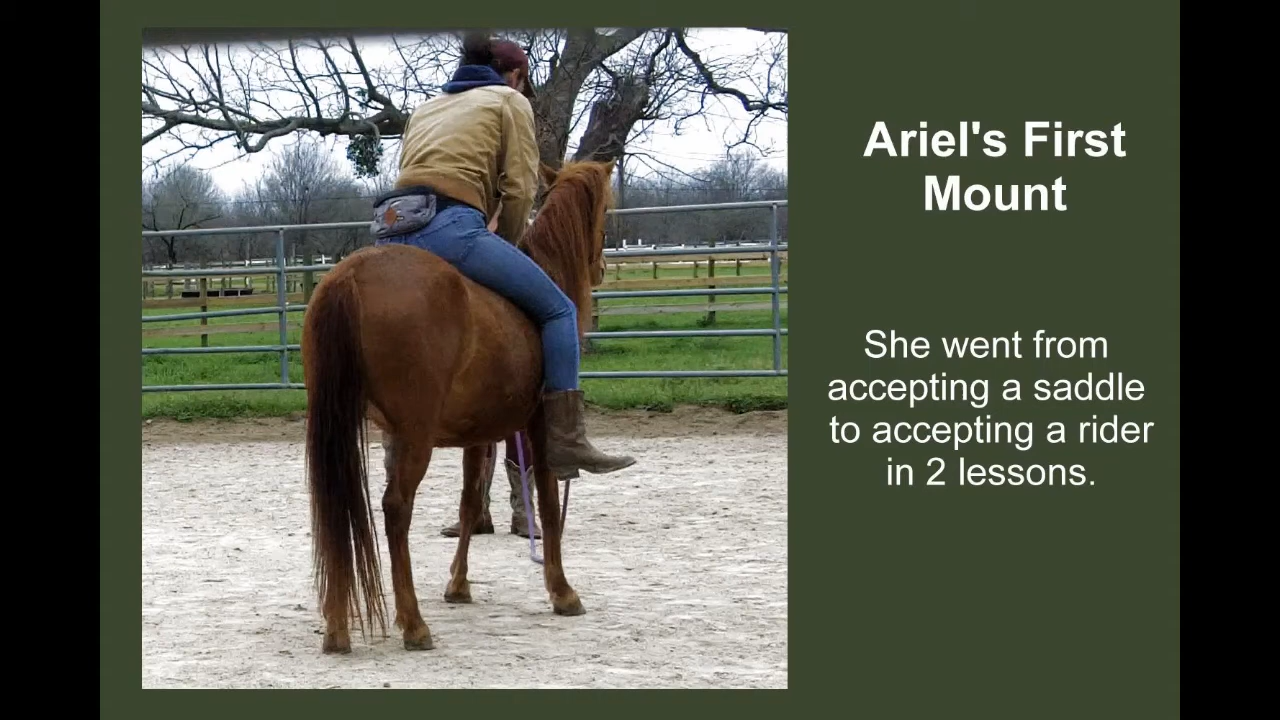 Ariel's First
Mount
She went from
accepting a saddle
to accepting a rider
in 2 lessons.